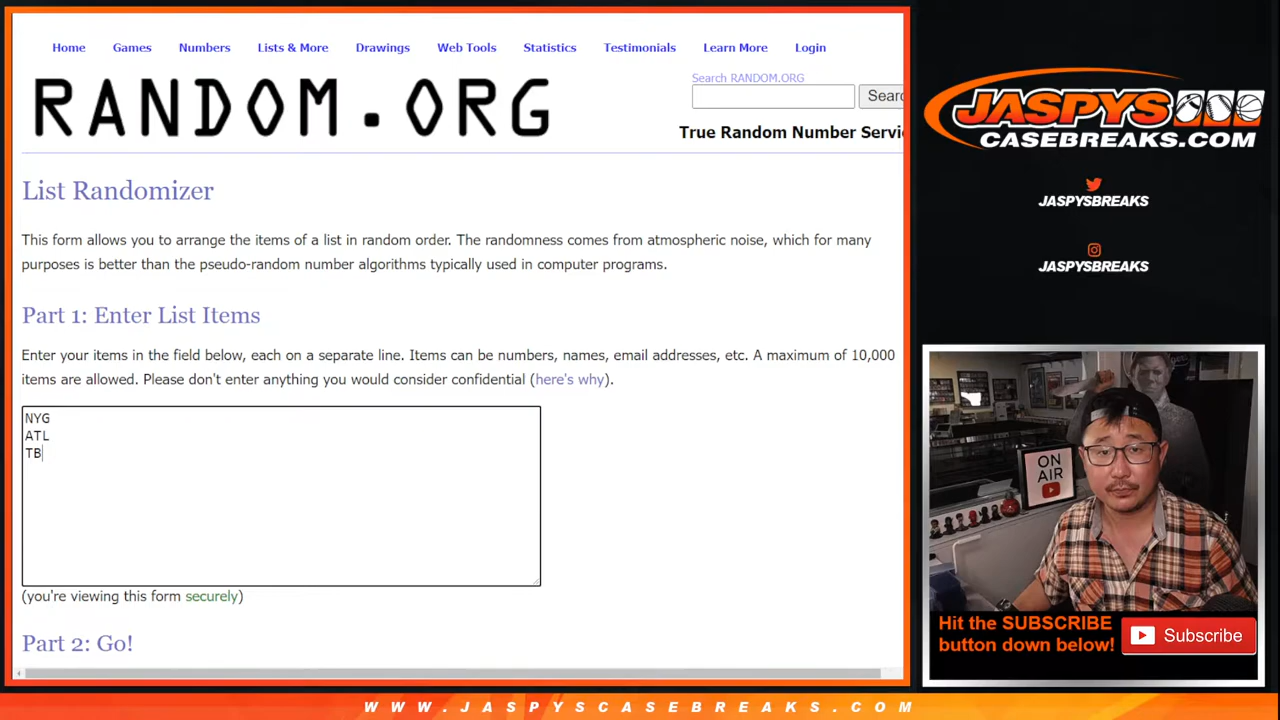 Home Games Numbers Lists & More Drawings Web Tools Statistics Testimonials Learn More Login
RANDOM.ORG
Search RANDOM.ORG
Searc
True Random Number Servi
List Randomizer
This form allows you to arrange the items of a list in random order. The randomness comes from atmospheric noise, which for many
purposes is better than the pseudo-random number algorithms typically used in computer programs.
Part 1: Enter List Items
Enter your items in the field below, each on a separate line. Items can be numbers, names, email addresses, etc. A maximum of 10,000
items are allowed. Please don't enter anything you would consider confidential (here's why).
NYG
ATL
TB
(you're viewing this form securely)
Part 2: Go!
JASPYS
CASEBREAKS.COM
JASPYSBREAKS
JASPYSBREAKS
ON
AIR
Hit the SUBSCRIBE
button down below!
Subscribe
WWW.JASPYSCASEBREAKS.COM